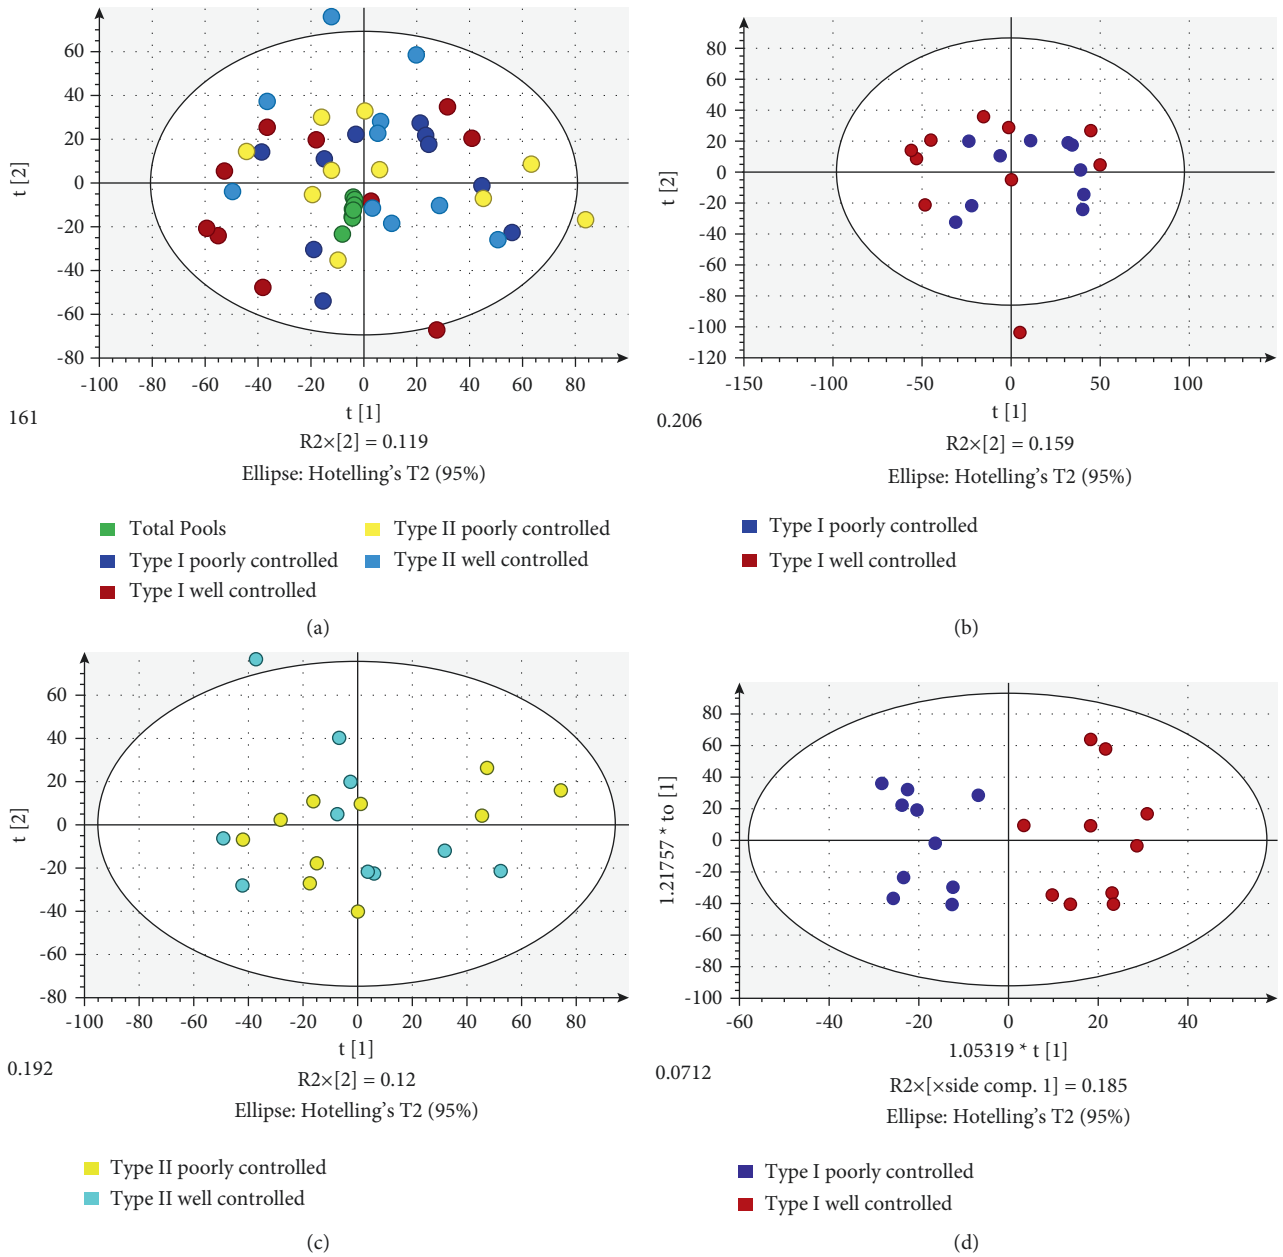 t [2]
60
40
20
0
-20
-40
-60
-80
-100 -80 -60 -40 -20 0 20 40 60 80
t [1]
161
R2×[2] = 0.119
Ellipse: Hotelling's T2 (95%)
Total Pools
Type I poorly controlled
Type I well controlled
Type II poorly controlled
Type II well controlled
(a)
t [2]
80
60
40
20
0
-20
-40
-60
-80
-100
-120
-150 -100 -50 0 50 100
t [1]
0.206
R2×[2] = 0.159
Ellipse: Hotelling's T2 (95%)
Type I poorly controlled
Type I well controlled
(b)
t [2]
60
40
20
0
-20
-40
-60
-80
-100 -80 -60 -40 -20 0 20 40 60 80
t [1]
0.192
R2×[2] = 0.12
Ellipse: Hotelling's T2 (95%)
Type II poorly controlled
Type II well controlled
(c)
1.21757 * to [1]
80
60
40
20
0
-20
-40
-60
-80
-100
-60 -40 -20 0 20 40
1.05319 * t [1]
0.0712
R2×[×side comp. 1] = 0.185
Ellipse: Hotelling's T2 (95%)
Type I poorly controlled
Type I well controlled
(d)